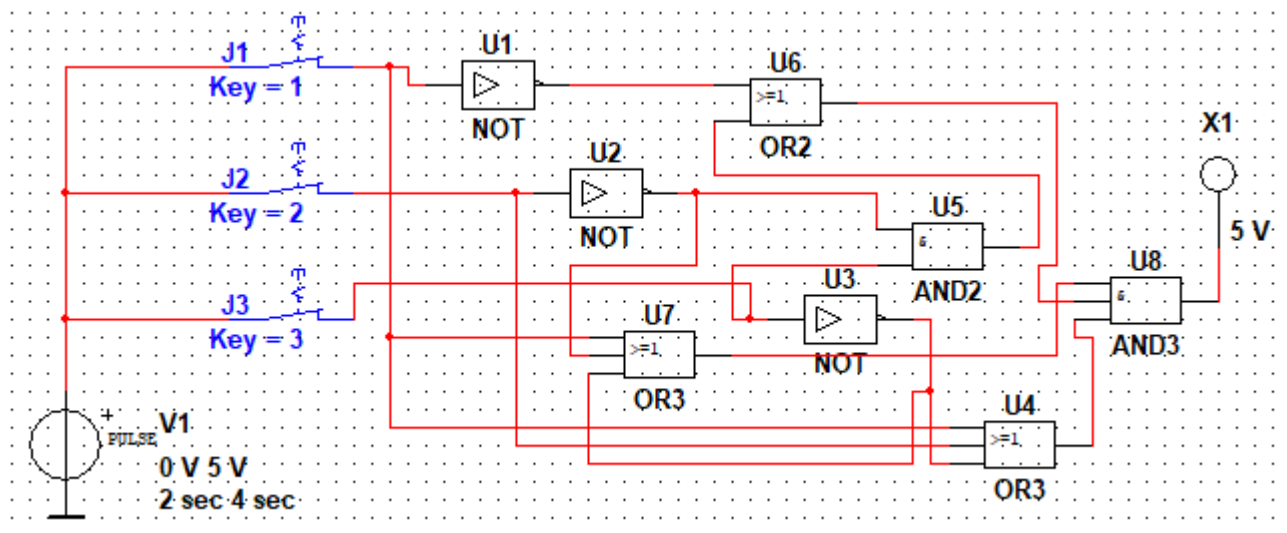 J1
Key = 1
U1
NOT
U6
>=1
OR2
X1
5 V
J2
Key = 2
U2
NOT
U5
&
AND2
U3
NOT
U8
&
AND3
J3
Key = 3
U7
>=1
OR3
U4
>=1
OR3
+
PULSE
V1
0 V 5 V
2 sec 4 sec